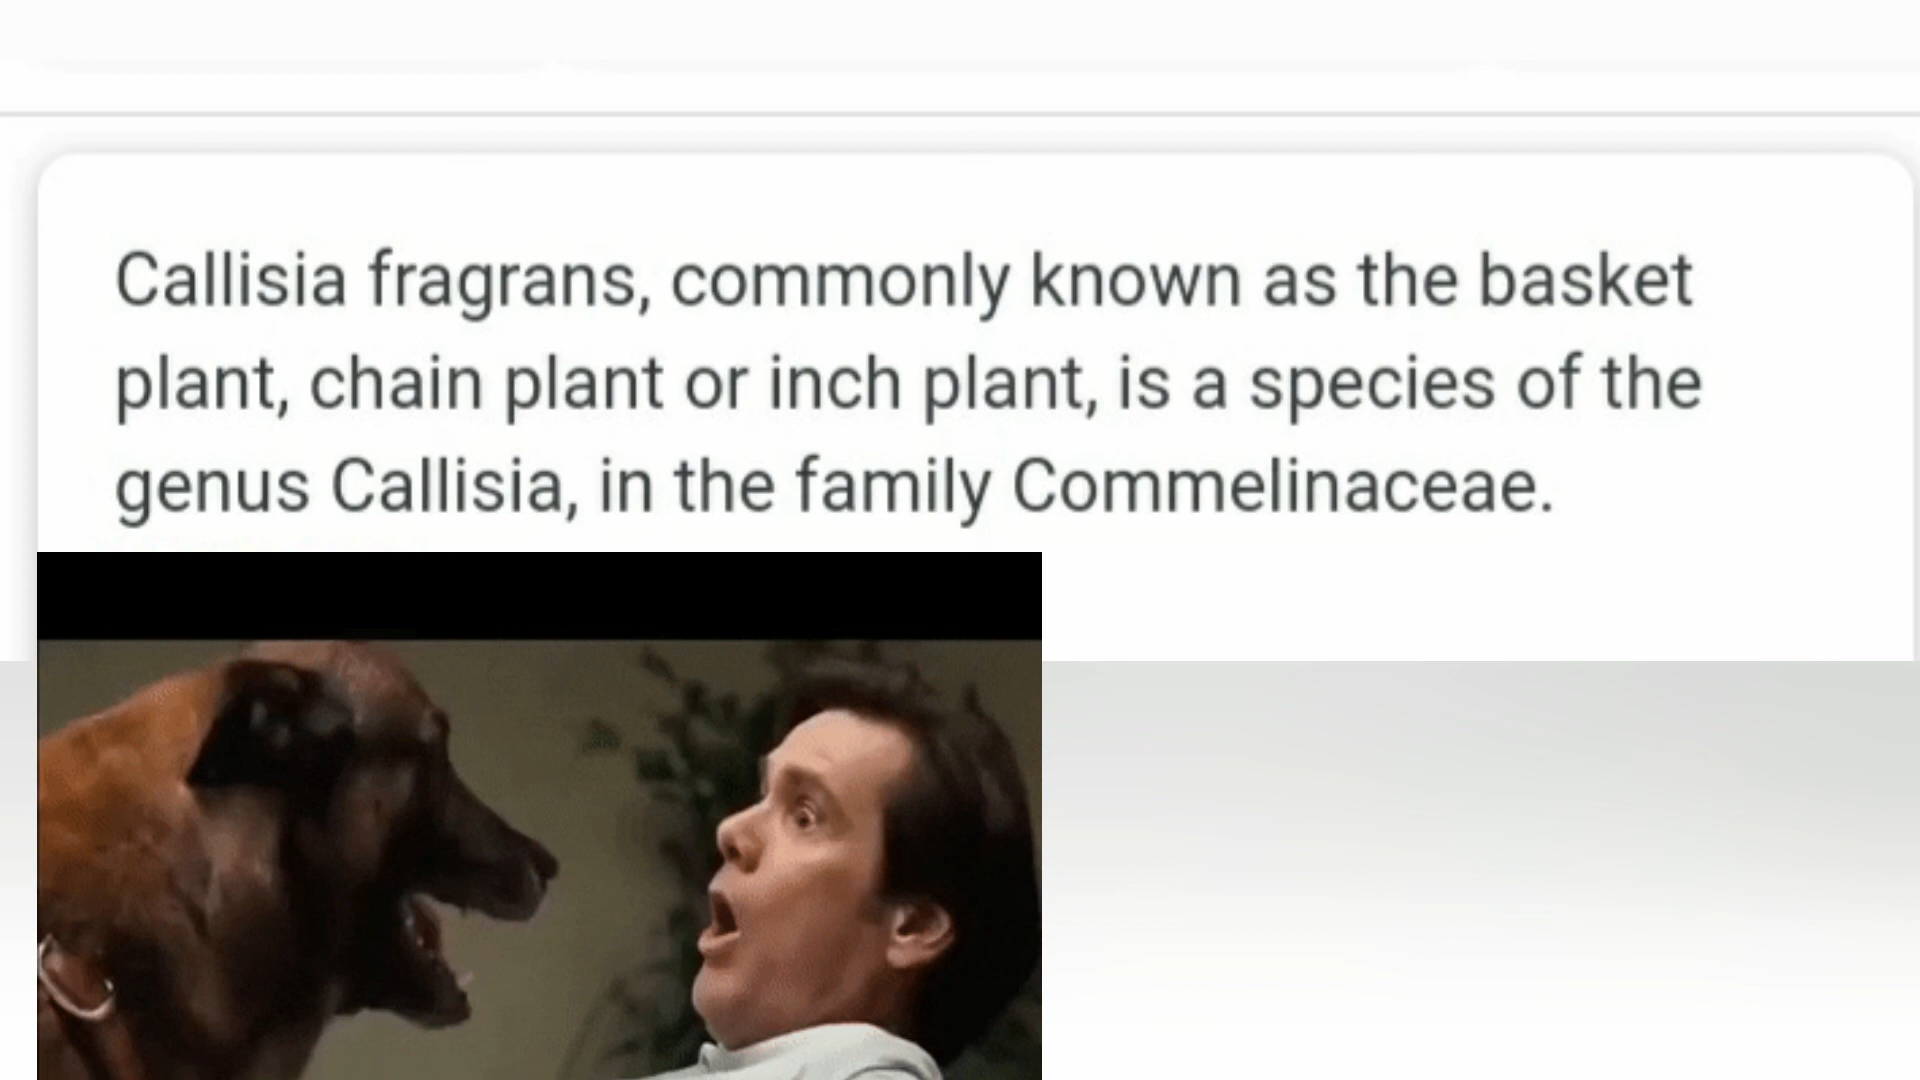 Callisia fragrans, commonly known as the basket
plant, chain plant or inch plant, is a species of the
genus Callisia, in the family Commelinaceae.